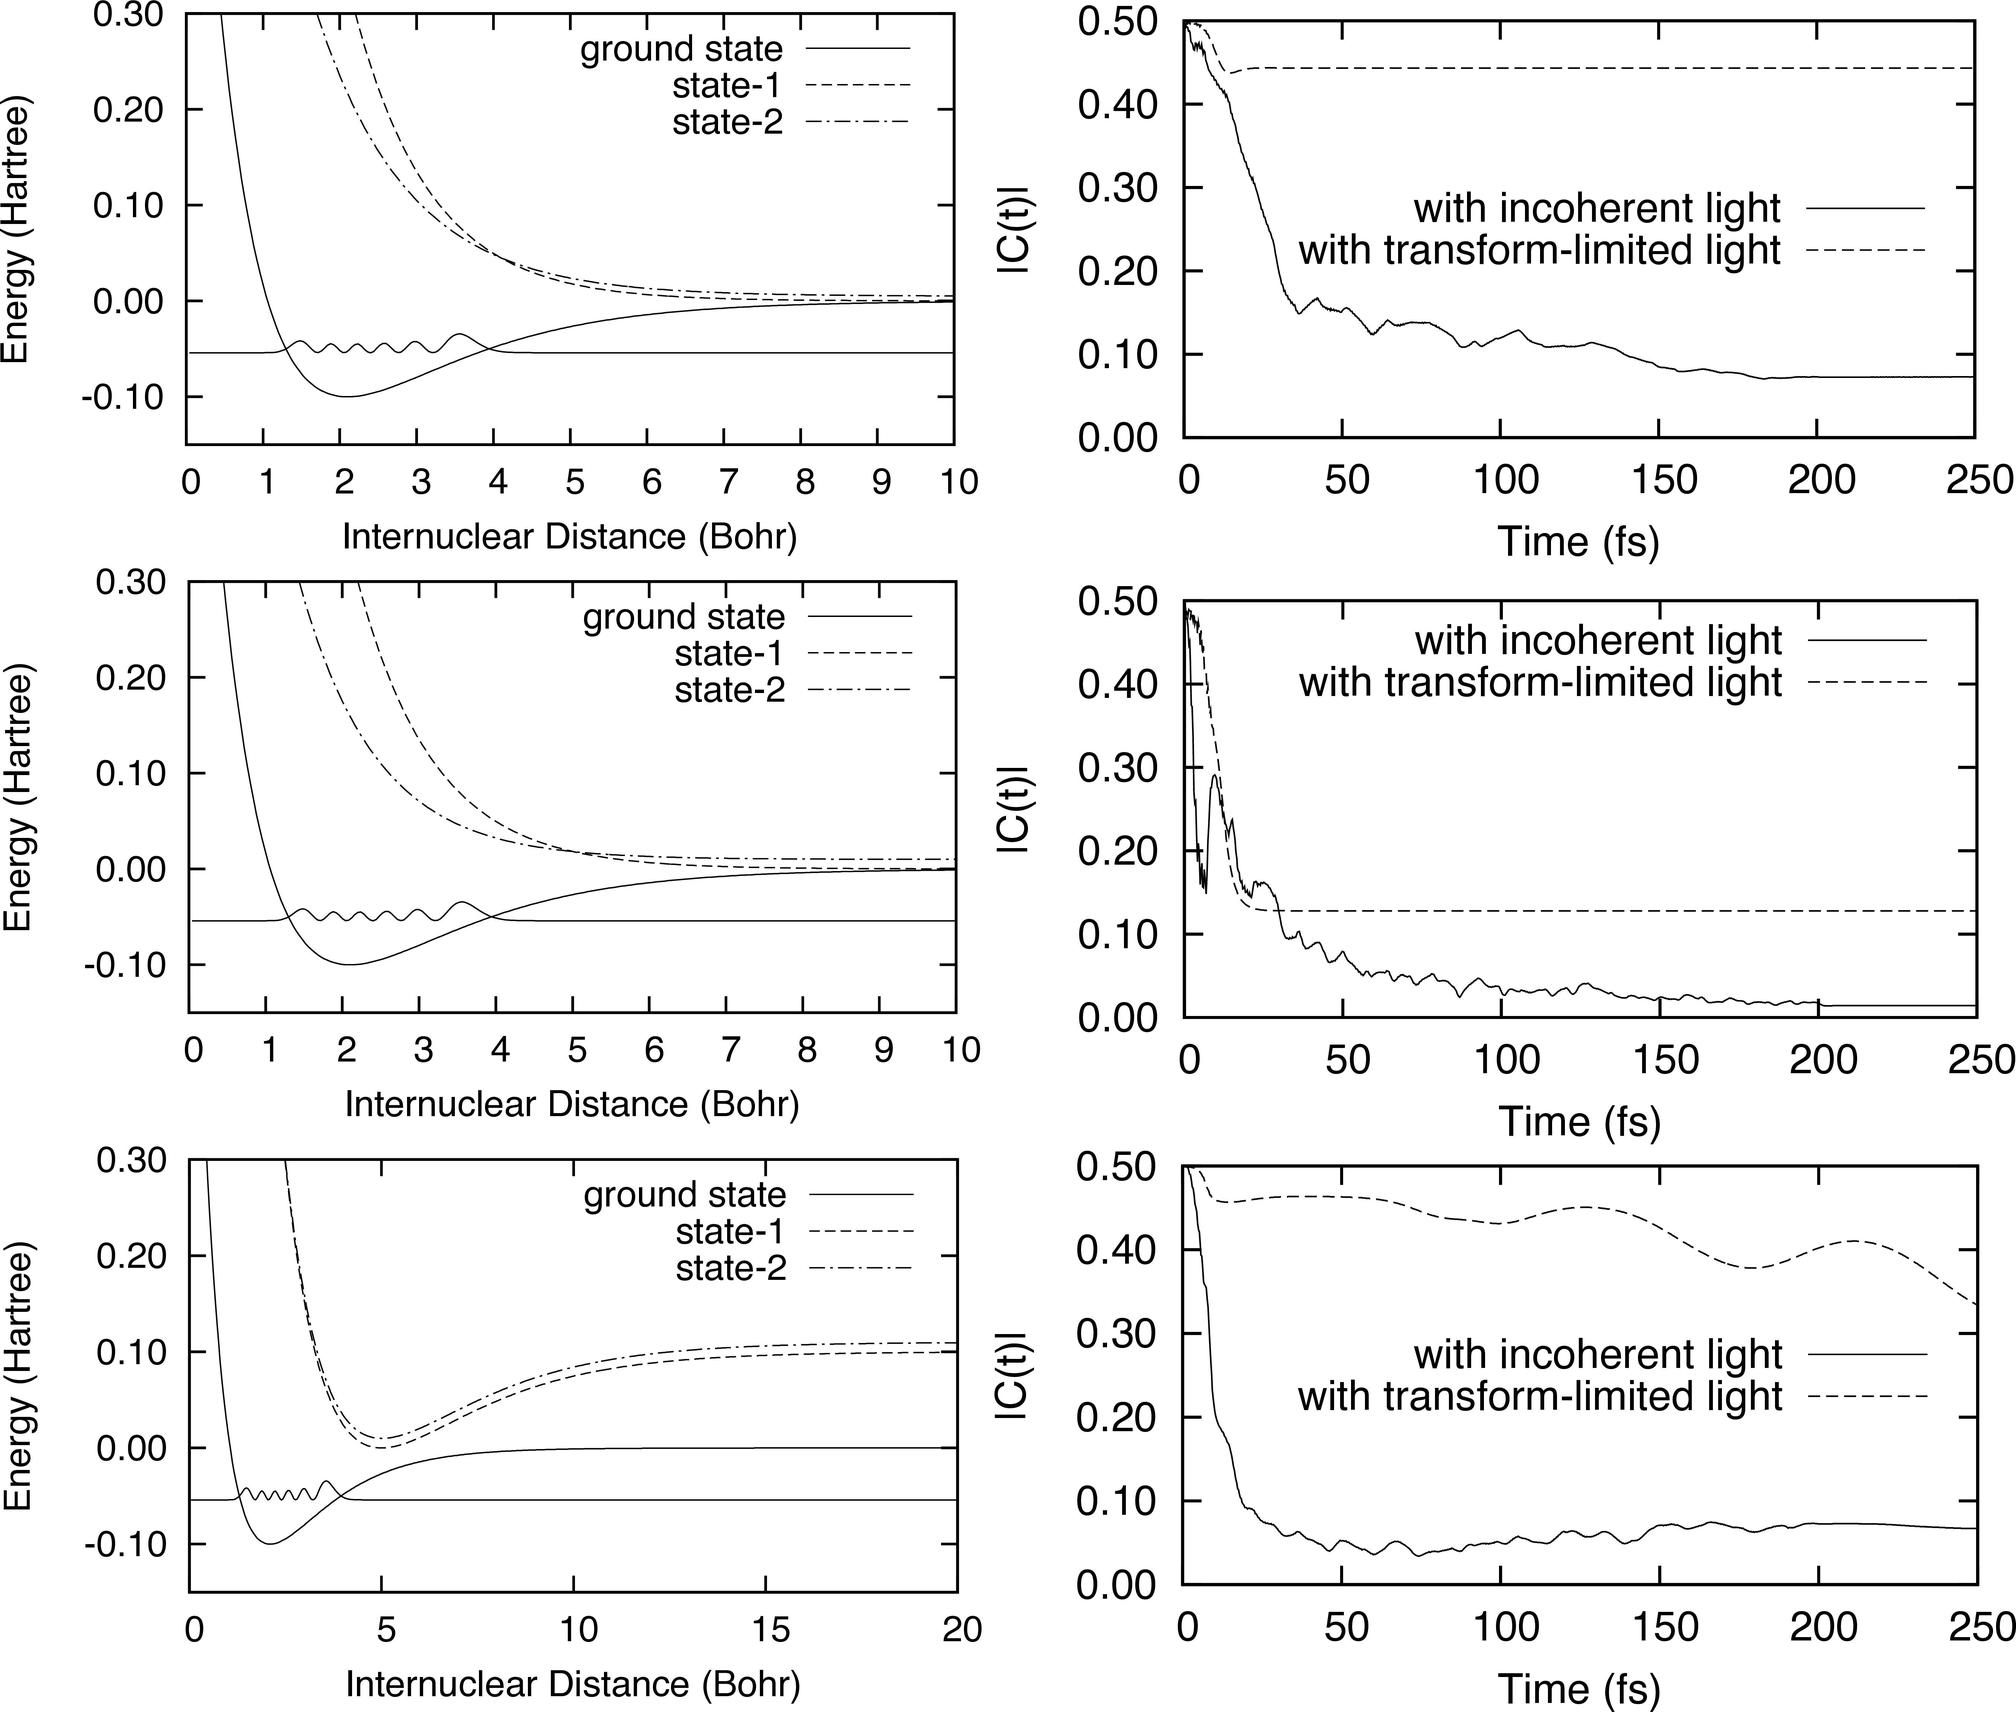 0.30
0.20
0.10
0.00
-0.10
Energy (Hartree)
ground state
state-1
state-2
0 1 2 3 4 5 6 7 8 9 10
Internuclear Distance (Bohr)
0.50
0.40
0.30
0.20
0.10
0.00
|C(t)|
with incoherent light
with transform-limited light
0 50 100 150 200 250
Time (fs)
0.30
0.20
0.10
0.00
-0.10
Energy (Hartree)
ground state
state-1
state-2
0 1 2 3 4 5 6 7 8 9 10
Internuclear Distance (Bohr)
0.50
0.40
0.30
0.20
0.10
0.00
|C(t)|
with incoherent light
with transform-limited light
0 50 100 150 200 250
Time (fs)
0.30
0.20
0.10
0.00
-0.10
Energy (Hartree)
ground state
state-1
state-2
0 5 10 15 20
Internuclear Distance (Bohr)
0.50
0.40
0.30
0.20
0.10
0.00
|C(t)|
with incoherent light
with transform-limited light
0 50 100 150 200 250
Time (fs)